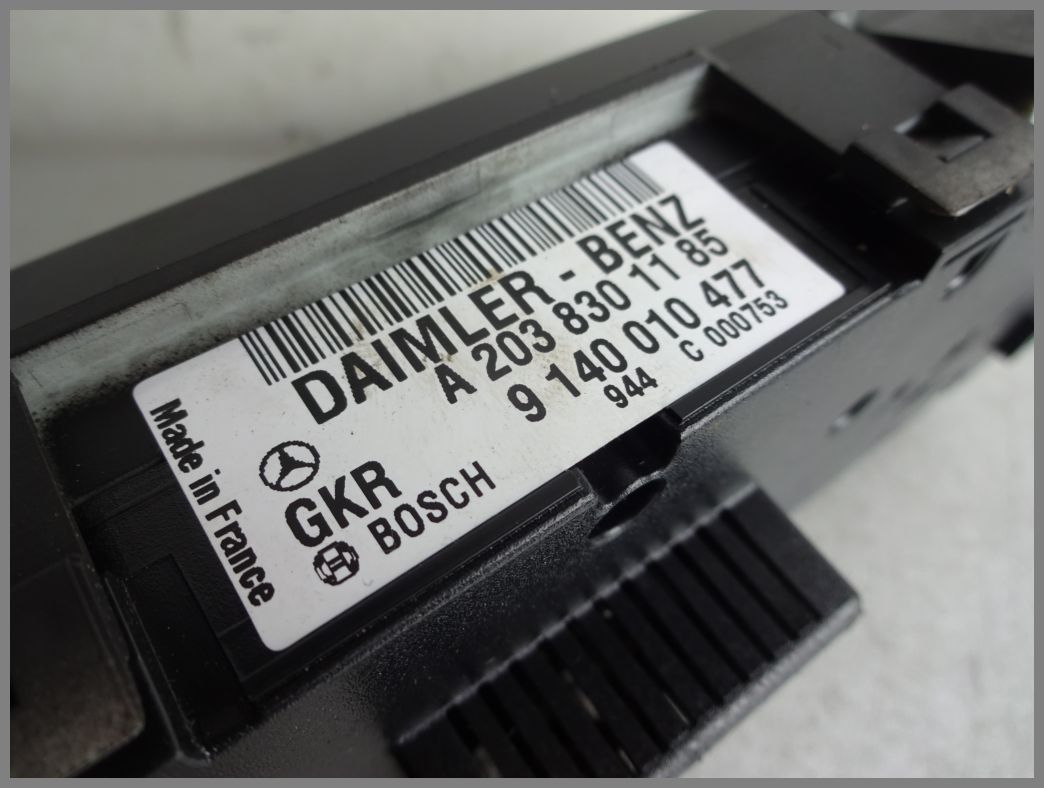 DAIMLER - BENZ
A 203 830 11 85
9 140 010 477
944 C 000753
GKR
BOSCH
Made in France